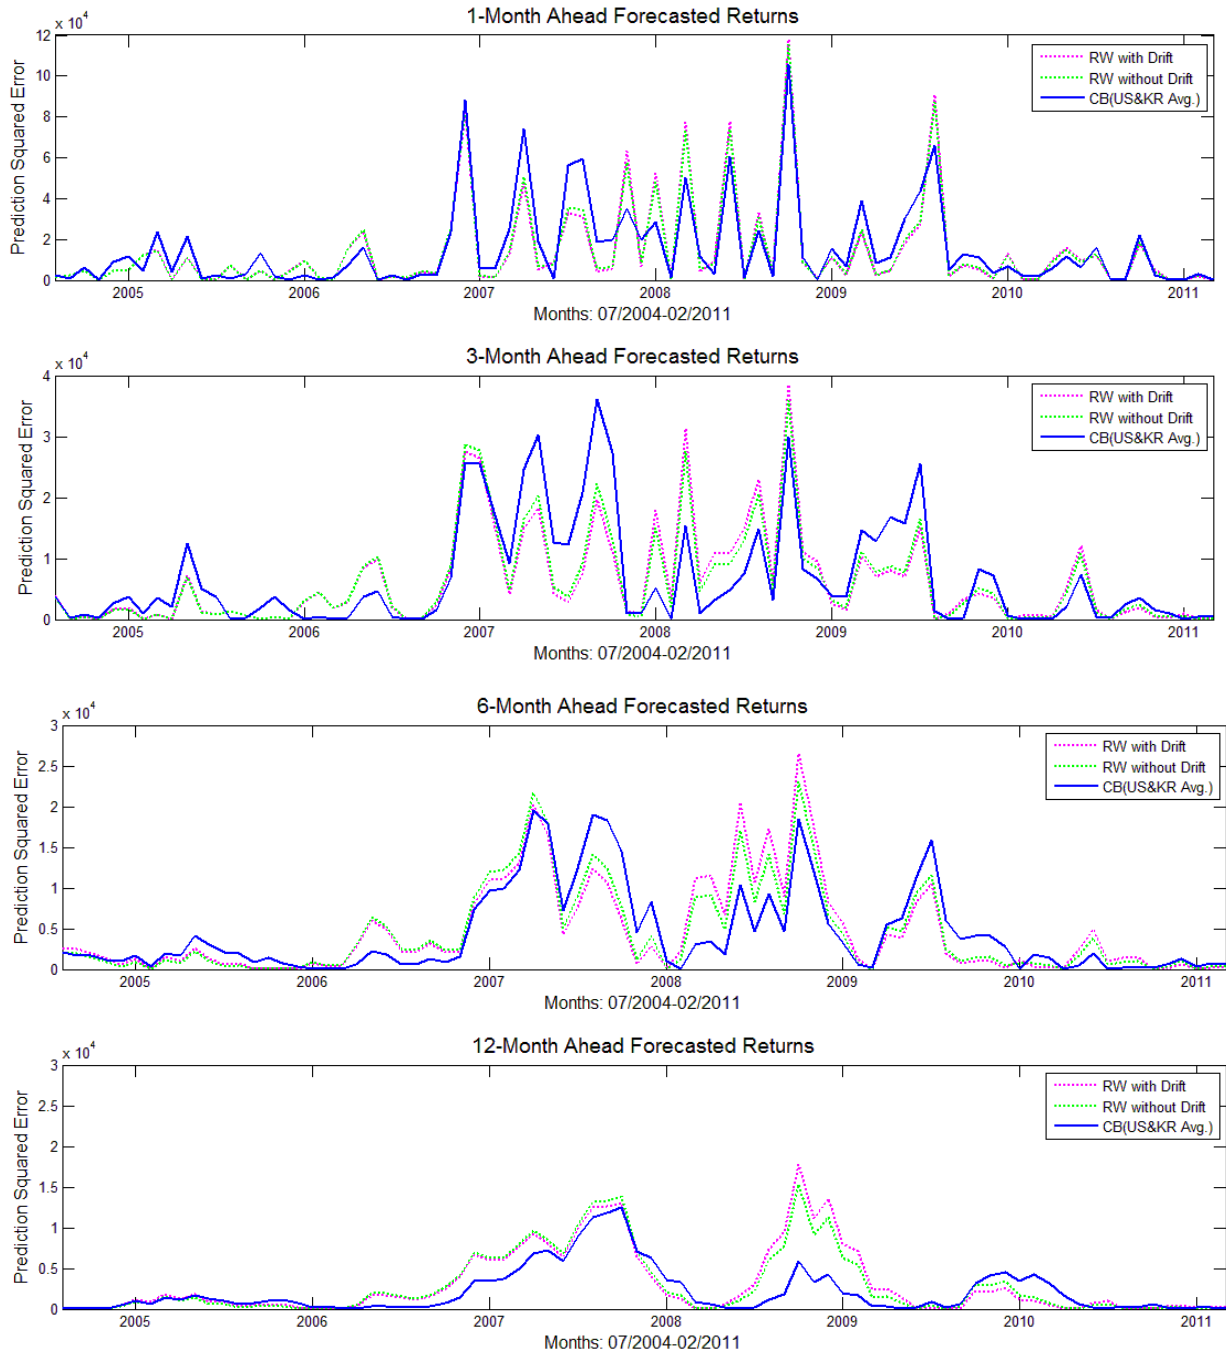 1-Month Ahead Forecasted Returns
x 10^4
Prediction Squared Error
12
10
8
6
4
2
0
RW with Drift
RW without Drift
CB(US&KR Avg.)
2005 2006 2007 2008 2009 2010 2011
Months: 07/2004-02/2011
3-Month Ahead Forecasted Returns
x 10^4
Prediction Squared Error
4
3
2
1
0
RW with Drift
RW without Drift
CB(US&KR Avg.)
2005 2006 2007 2008 2009 2010 2011
Months: 07/2004-02/2011
6-Month Ahead Forecasted Returns
x 10^4
Prediction Squared Error
3
2.5
2
1.5
1
0.5
0
RW with Drift
RW without Drift
CB(US&KR Avg.)
2005 2006 2007 2008 2009 2010 2011
Months: 07/2004-02/2011
12-Month Ahead Forecasted Returns
x 10^4
Prediction Squared Error
3
2.5
2
1.5
1
0.5
0
RW with Drift
RW without Drift
CB(US&KR Avg.)
2005 2006 2007 2008 2009 2010 2011
Months: 07/2004-02/2011